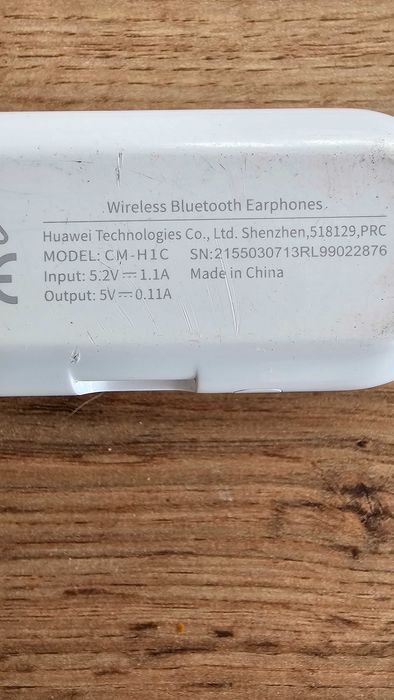 Wireless Bluetooth Earphones
Huawei Technologies Co., Ltd. Shenzhen,518129,PRC
MODEL: CM-H1C SN:2155030713RL99022876
Input: 5.2V⎓1.1A Made in China
Output: 5V⎓0.11A
CE